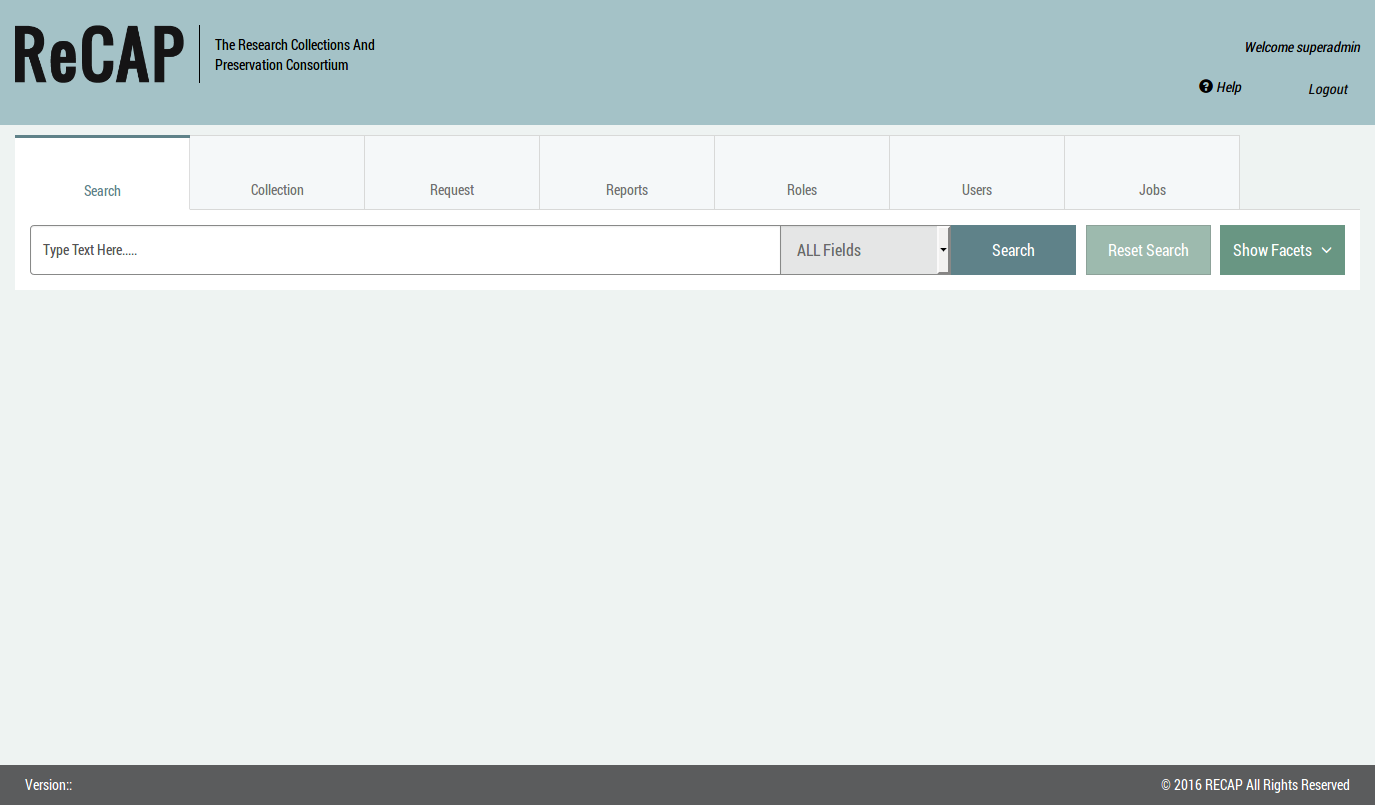 ReCAP
The Research Collections And
Preservation Consortium
Welcome superadmin
Help
Logout
Search
Collection
Request
Reports
Roles
Users
Jobs
Type Text Here.....
ALL Fields
Search
Reset Search
Show Facets
Version::
© 2016 RECAP All Rights Reserved